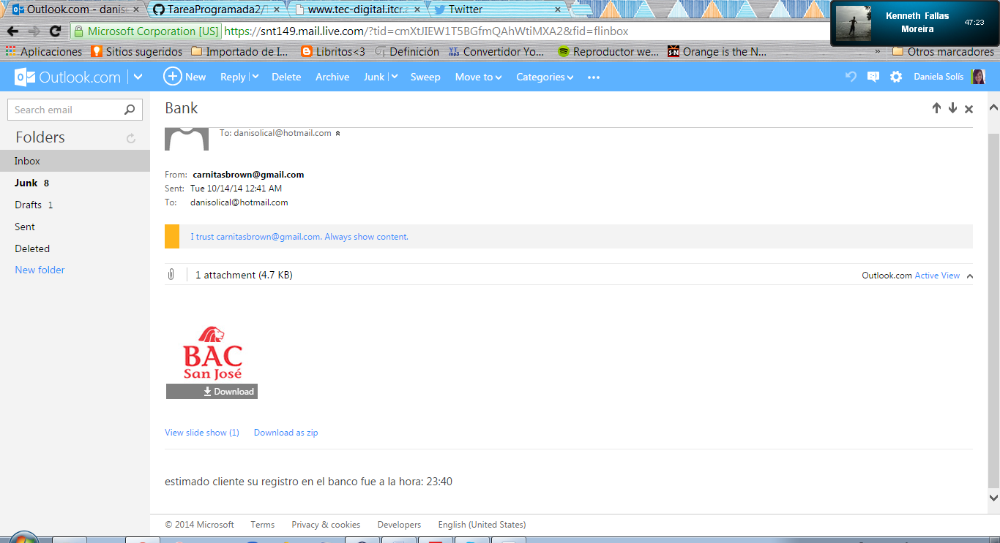 Outlook.com - danis
TareaProgramada2/
www.tec-digital.itcr.a
Twitter
Kenneth Fallas
Moreira
47:23
Microsoft Corporation [US] https://snt149.mail.live.com/?tid=cmXtJIEW1T5BGfmQAhWtiMXA2&fid=flinbox
Aplicaciones
Sitios sugeridos
Importado de I...
Libritos<3
Definición
Convertidor Yo...
Reproductor we...
Orange is the N...
»
Otros marcadores
Outlook.com
New
Reply
Delete
Archive
Junk
Sweep
Move to
Categories
•••
Daniela Solís
Search email
Folders
Inbox
Junk 8
Drafts 1
Sent
Deleted
New folder
Bank
To: danisolical@hotmail.com
From: carnitasbrown@gmail.com
Sent: Tue 10/14/14 12:41 AM
To: danisolical@hotmail.com
I trust carnitasbrown@gmail.com. Always show content.
1 attachment (4.7 KB)
Outlook.com Active View
BAC
San José
Download
View slide show (1)
Download as zip
estimado cliente su registro en el banco fue a la hora: 23:40
© 2014 Microsoft
Terms
Privacy & cookies
Developers
English (United States)